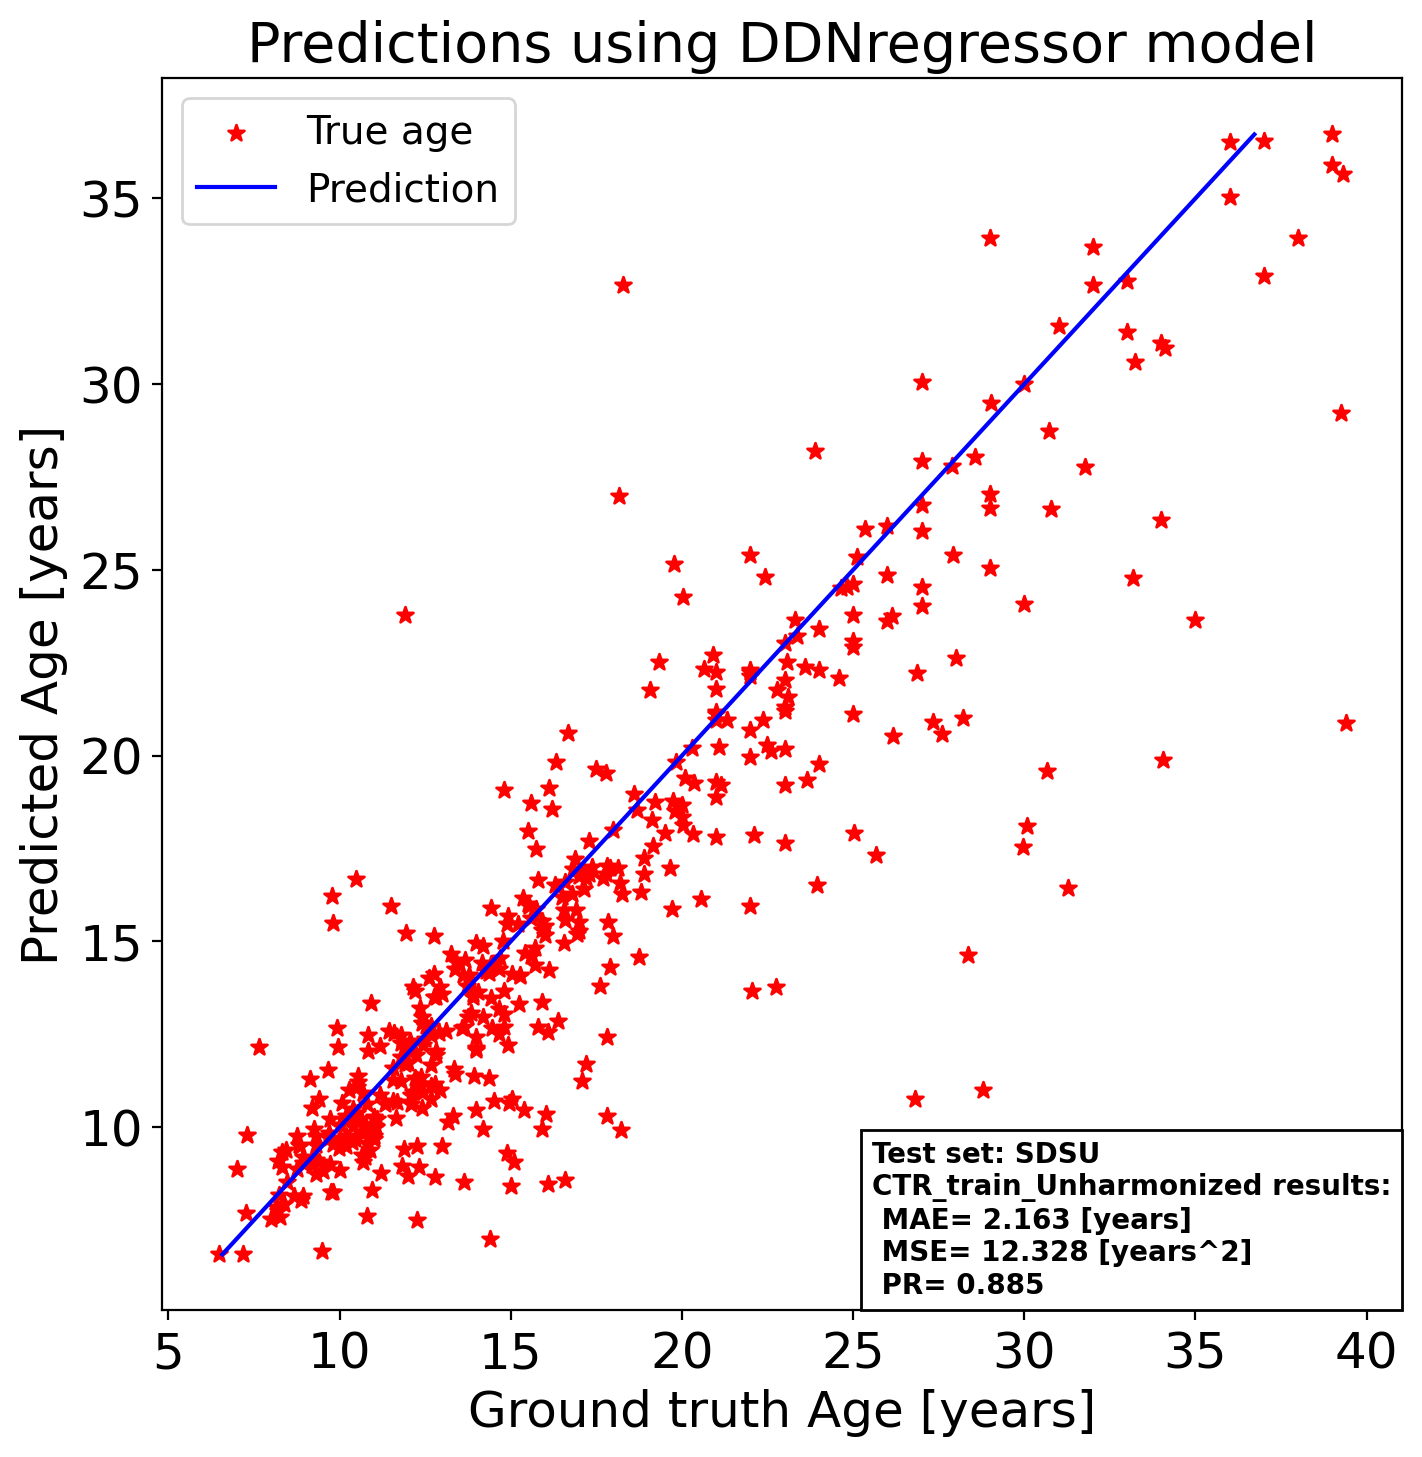 Predictions using DDNregressor model
True age
Prediction
35
30
25
20
15
10
Predicted Age [years]
Test set: SDSU
CTR_train_Unharmonized results:
MAE= 2.163 [years]
MSE= 12.328 [years^2]
PR= 0.885
5 10 15 20 25 30 35 40
Ground truth Age [years]